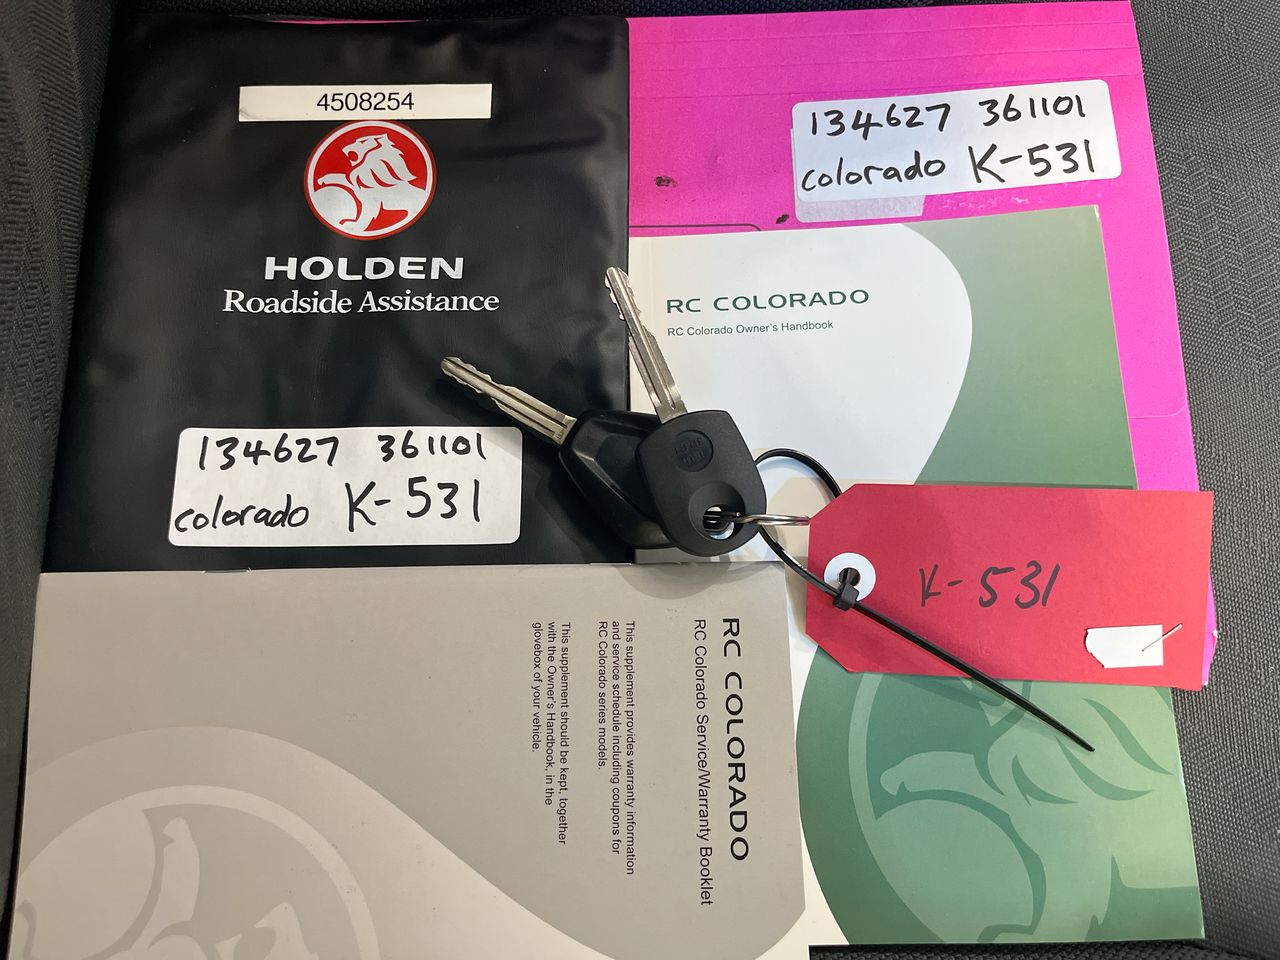 4508254
HOLDEN
Roadside Assistance
134627 361101
colorado K-531
134627 361101
colorado K-531
RC COLORADO
RC Colorado Owner's Handbook
K-531
RC COLORADO
RC Colorado Service/Warranty Booklet
This supplement provides warranty information
and service schedule including coupons for
RC Colorado series models.
This supplement should be kept, together
with the Owner's Handbook, in the
glovebox of your vehicle.